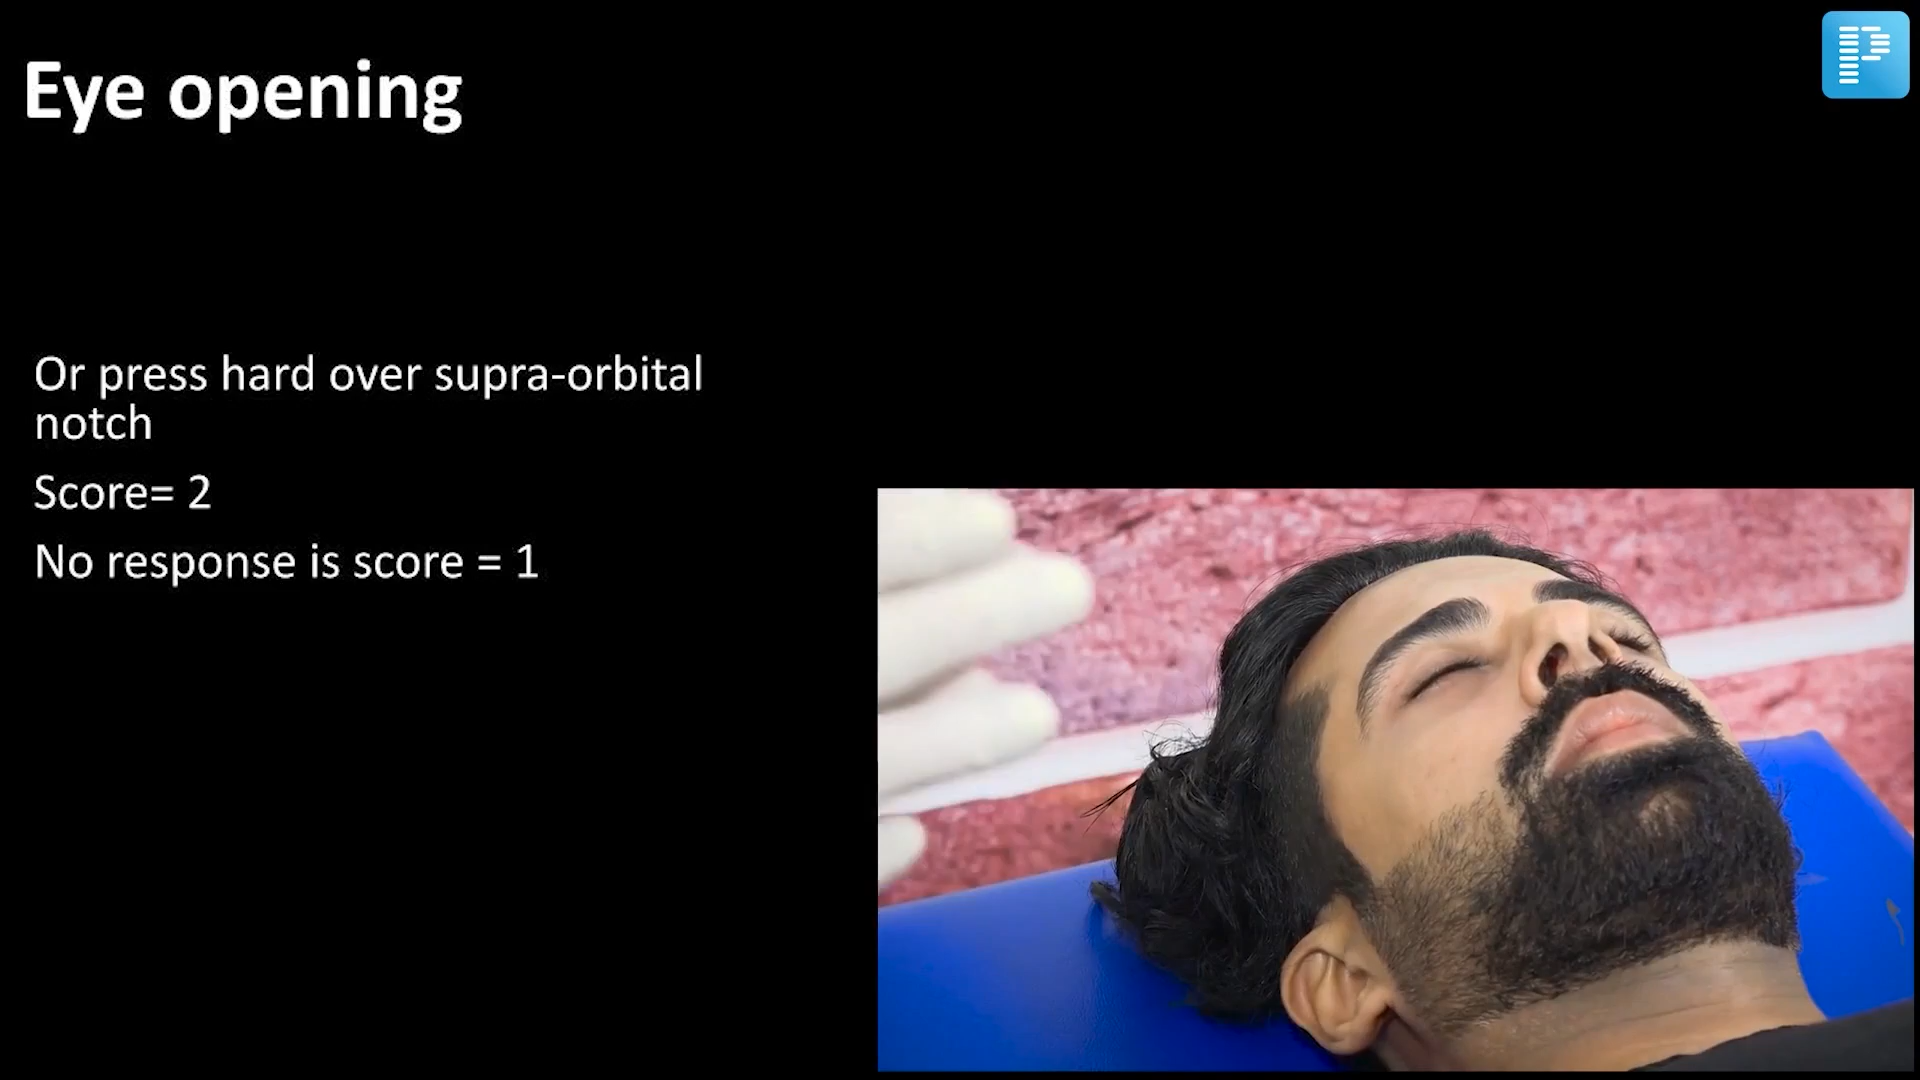 Eye opening
Or press hard over supra-orbital
notch
Score= 2
No response is score = 1